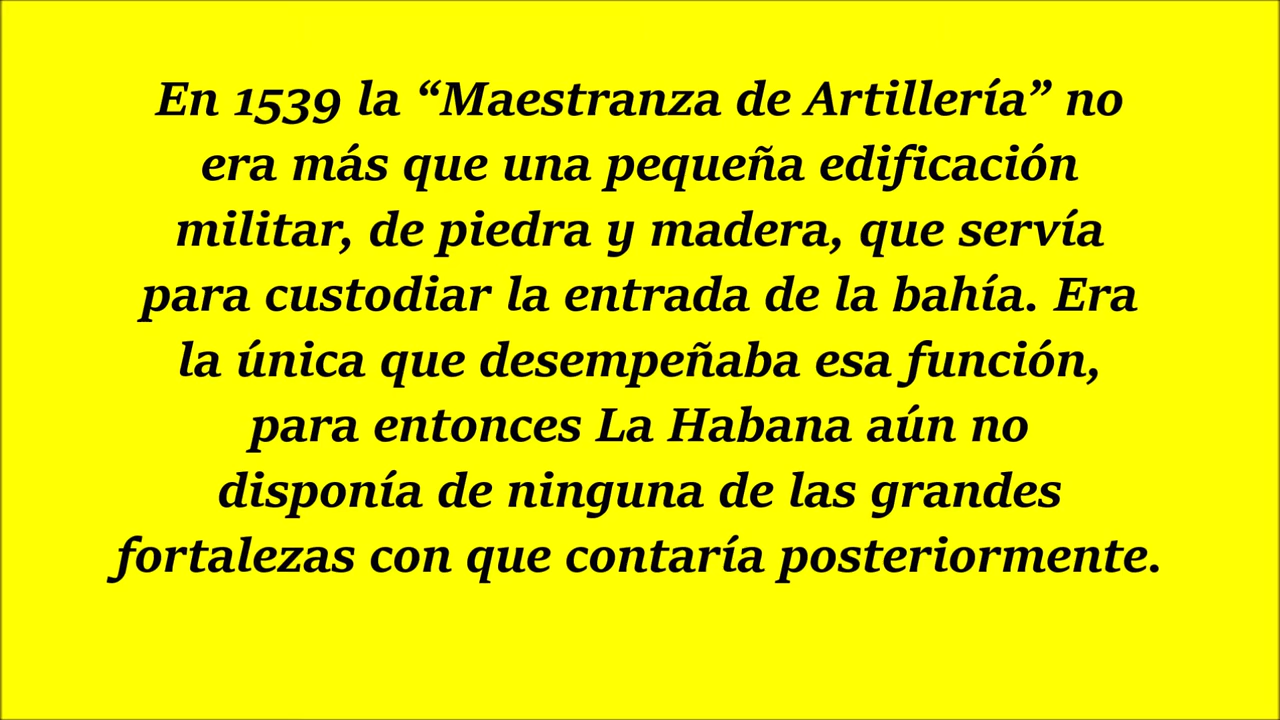 En 1539 la “Maestranza de Artillería” no
era más que una pequeña edificación
militar, de piedra y madera, que servía
para custodiar la entrada de la bahía. Era
la única que desempeñaba esa función,
para entonces La Habana aún no
disponía de ninguna de las grandes
fortalezas con que contaría posteriormente.